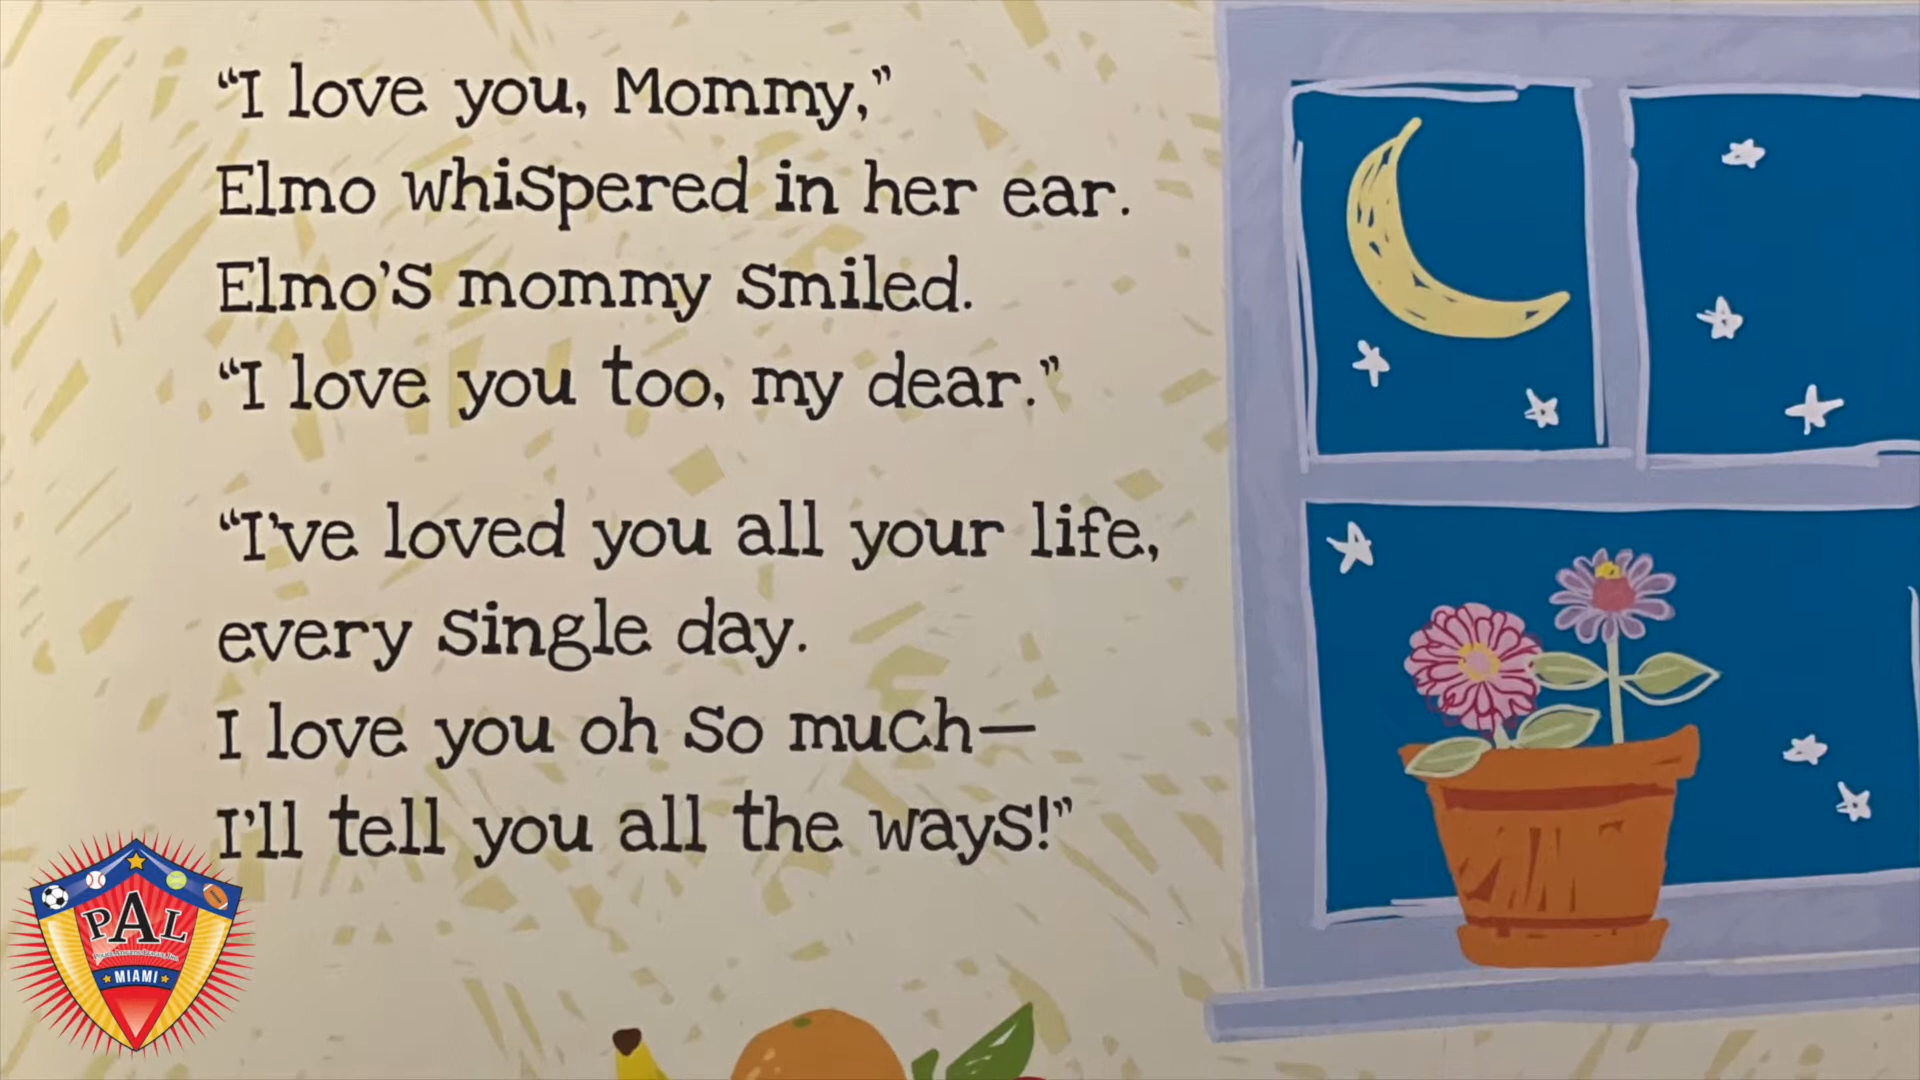 “I love you, Mommy,”
Elmo whispered in her ear.
Elmo’s mommy smiled.
“I love you too, my dear.”
“I’ve loved you all your life,
every single day.
I love you oh so much—
I’ll tell you all the ways!”
PAL
MIAMI